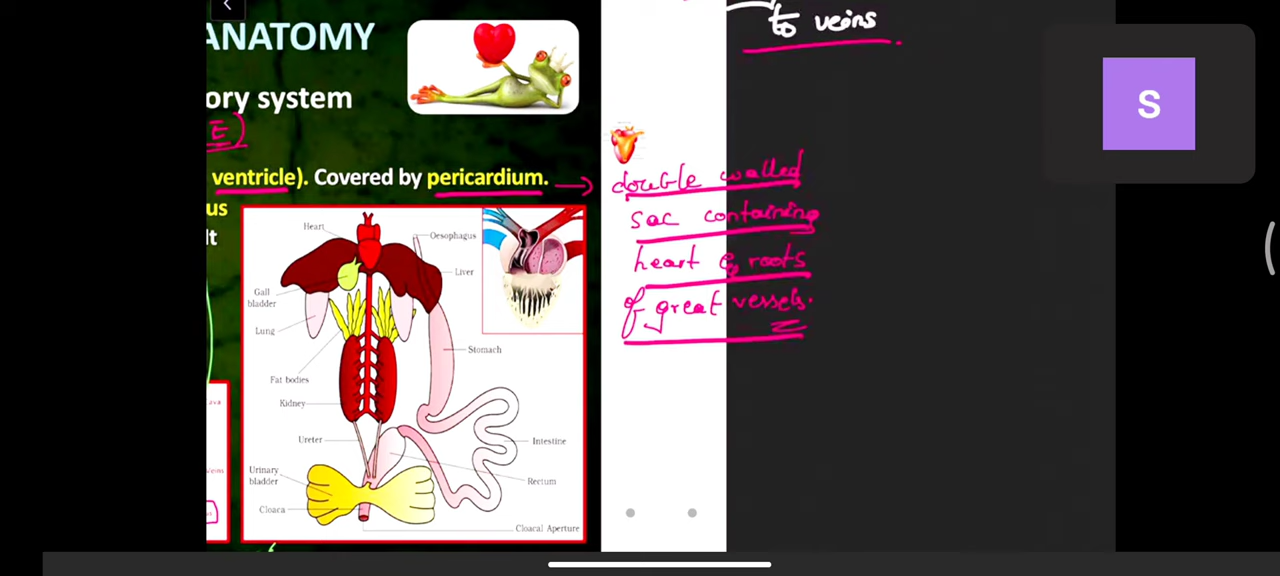 ANATOMY
to veins
ory system
E)
ventricle). Covered by pericardium. →
double walled
sac containing
heart & roots
of great vessels.
us
lt
Heart
Oesophagus
Liver
Gall
bladder
Lung
Stomach
Fat bodies
Kidney
Ureter
Intestine
Urinary
bladder
Rectum
Cloaca
Cloacal Aperture
S